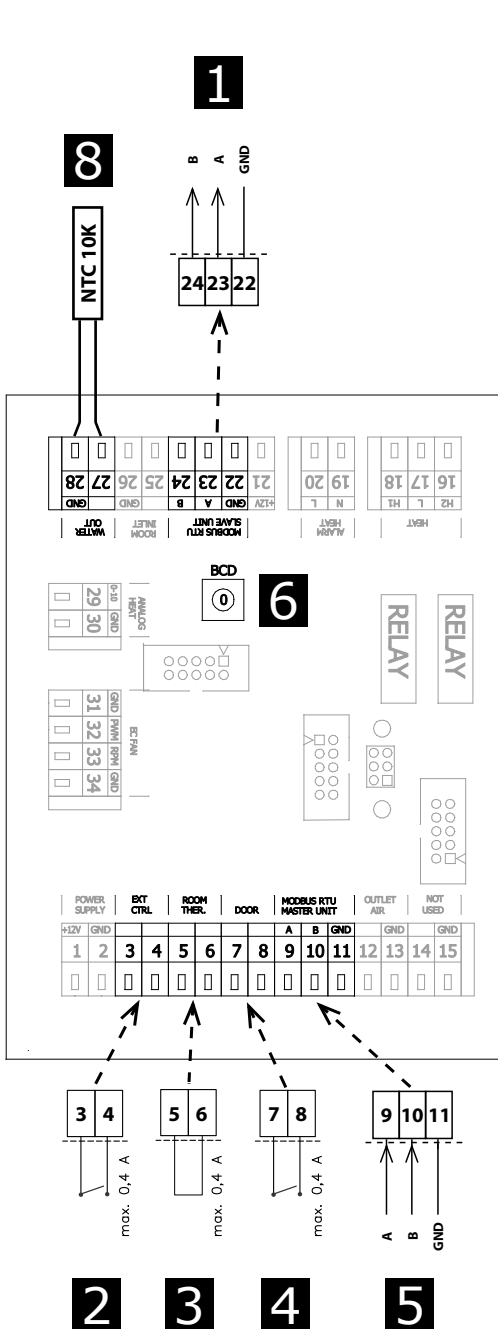 1
B A GND
8
NTC 10K
24 23 22
28 27 26 25 24 23 22 21 20 19 18 17 16
GND GND B A GND +12V L N H1 L H2
WATER OUT
ROOM INLET
MODBUS RTU SLAVE UNIT
ALARM HEAT
HEAT
BCD
0
6
29 0-10
30 GND
ANALOG HEAT
RELAY RELAY
31 GND
32 PWM
33 RPM
34 GND
EC FAN
POWER SUPPLY
EXT CTRL
ROOM THER.
DOOR
MODBUS RTU MASTER UNIT
OUTLET AIR
NOT USED
+12V GND A B GND GND GND
1 2 3 4 5 6 7 8 9 10 11 12 13 14 15
3 4
5 6
7 8
9 10 11
max. 0,4 A
max. 0,4 A
max. 0,4 A
A B GND
2 3 4 5